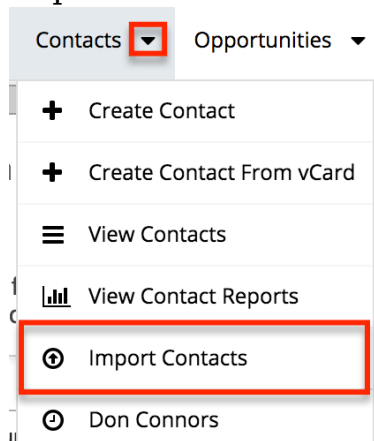 Contacts Opportunities
Create Contact
Create Contact From vCard
View Contacts
View Contact Reports
Import Contacts
Don Connors